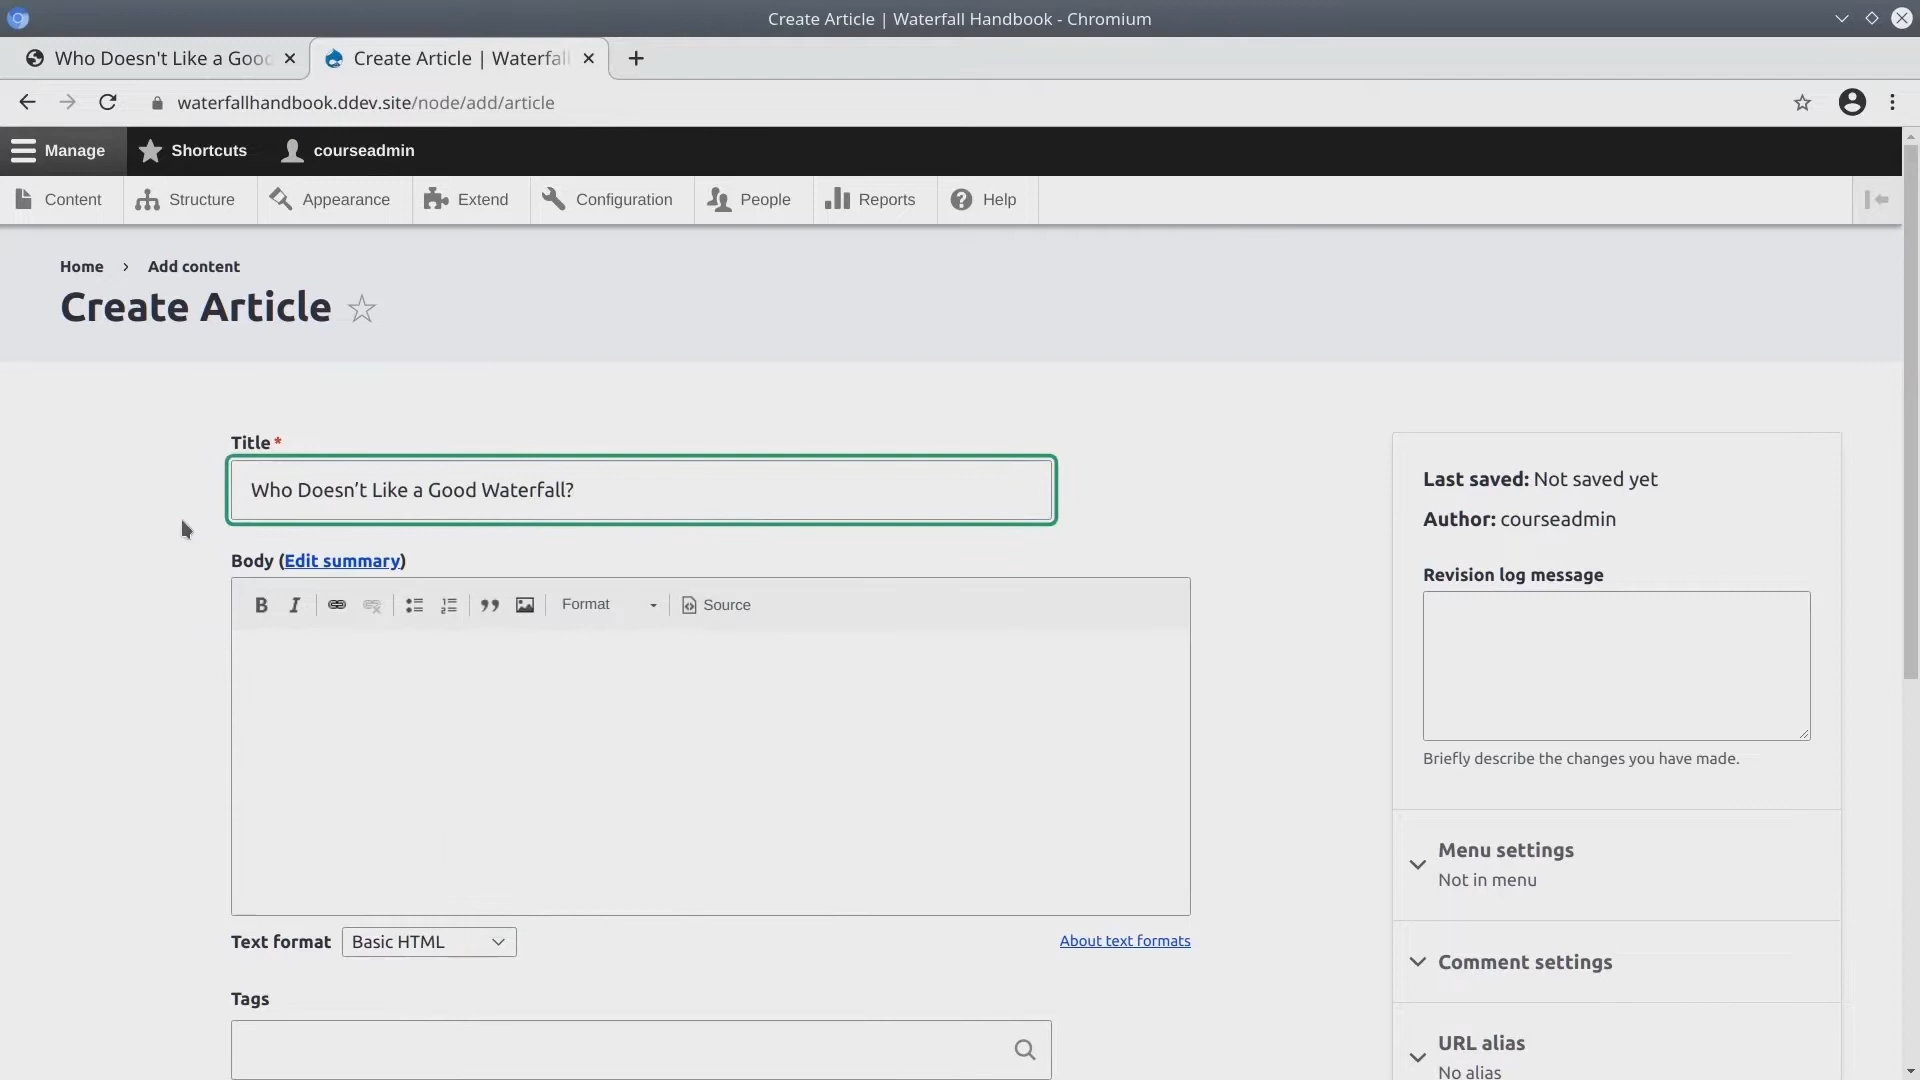 Create Article | Waterfall Handbook - Chromium
Who Doesn't Like a Good
Create Article | Waterfall
waterfallhandbook.ddev.site/node/add/article
Manage
Shortcuts
courseadmin
Content
Structure
Appearance
Extend
Configuration
People
Reports
Help
Home › Add content
Create Article
Title *
Who Doesn’t Like a Good Waterfall?
Body (Edit summary)
Format
Source
Text format
Basic HTML
About text formats
Tags
Last saved: Not saved yet
Author: courseadmin
Revision log message
Briefly describe the changes you have made.
Menu settings
Not in menu
Comment settings
URL alias
No alias